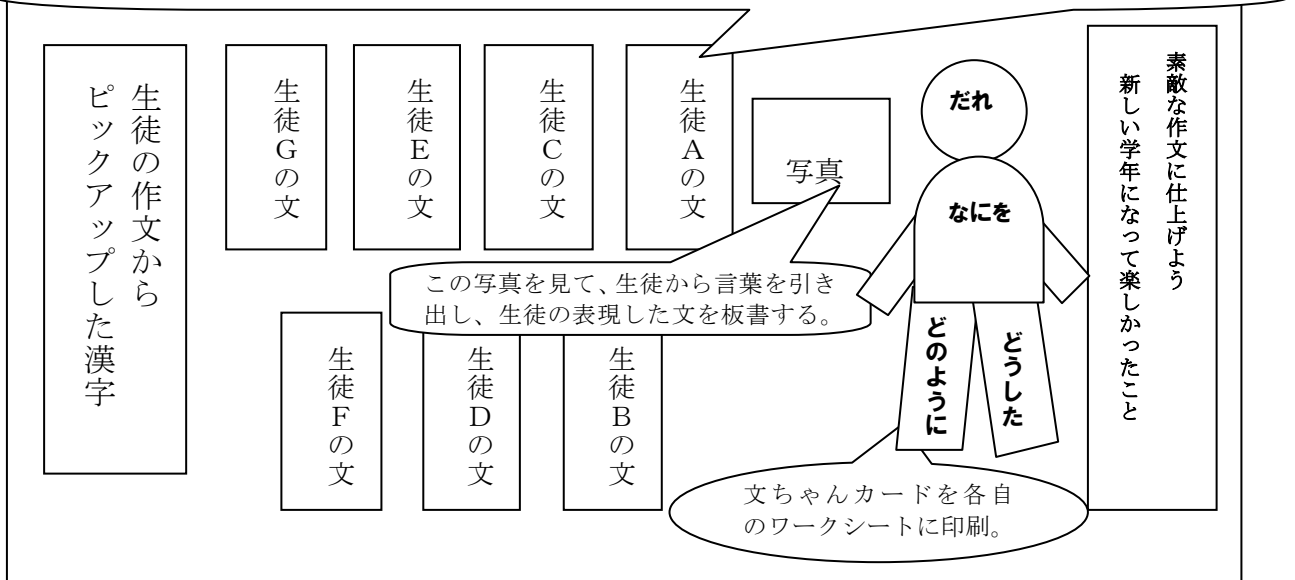 素敵な作文に仕上げよう
新しい学年になって楽しかったこと
だれ
なにを
どうした
どのように
文ちゃんカードを各自
のワークシートに印刷。
写真
この写真を見て、生徒から言葉を引き
出し、生徒の表現した文を板書する。
生徒Aの文
生徒Bの文
生徒Cの文
生徒Dの文
生徒Eの文
生徒Fの文
生徒Gの文
生徒の作文から
ピックアップした漢字